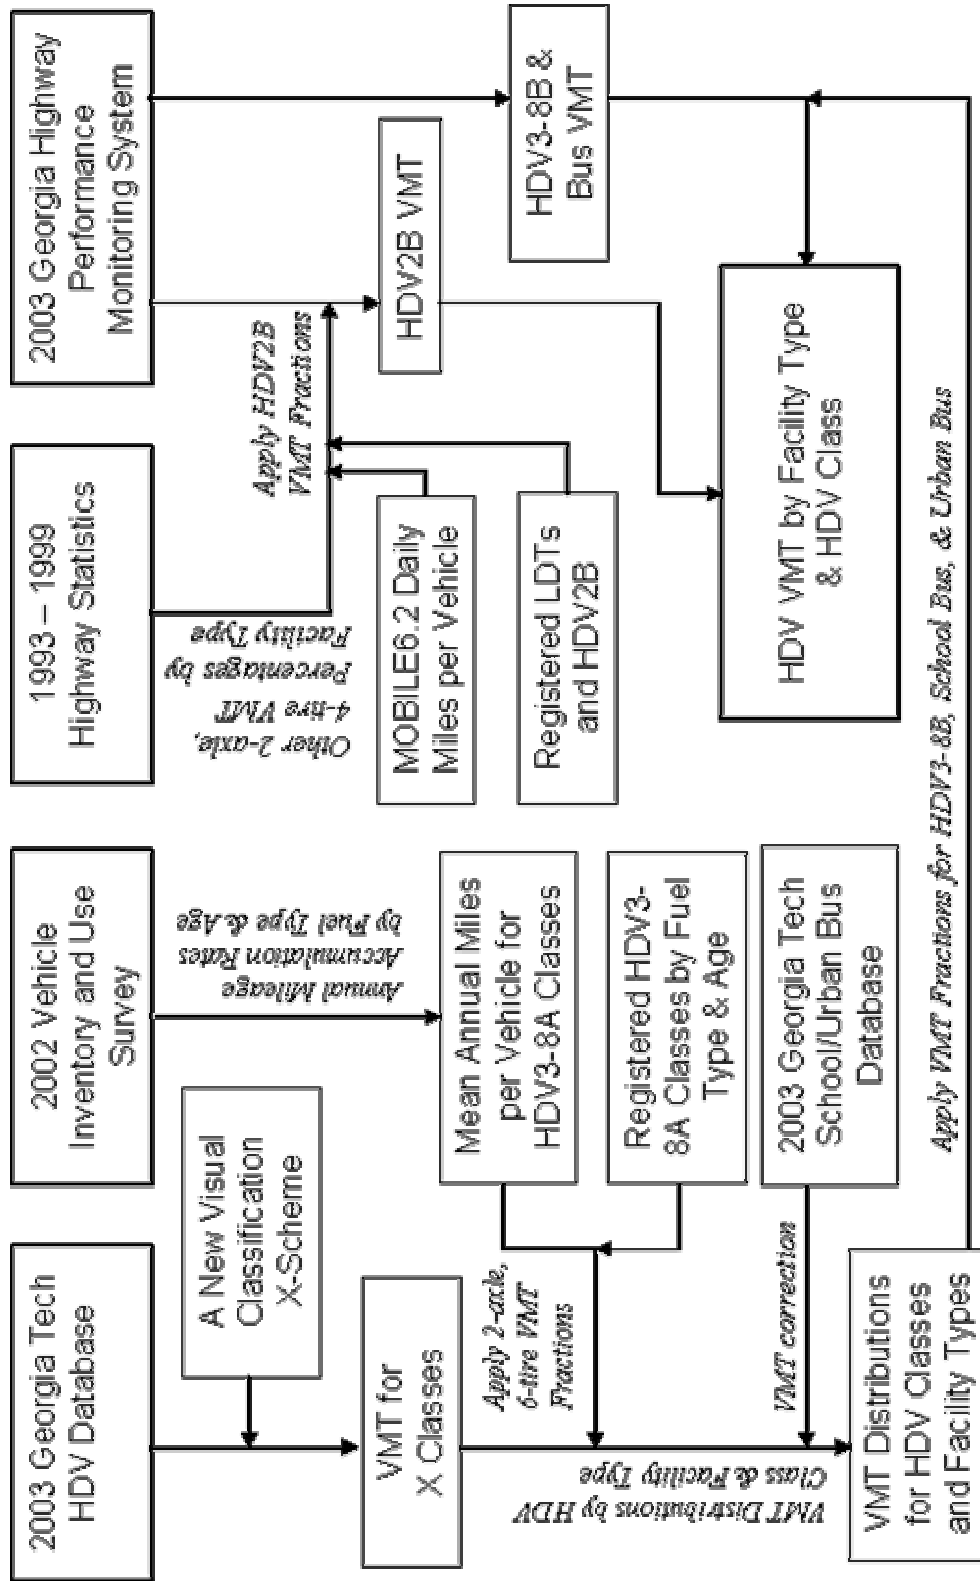 2003 Georgia Tech
HDV Database
2002 Vehicle
Inventory and Use
Survey
1993 – 1999
Highway Statistics
2003 Georgia Highway
Performance
Monitoring System
A New Visual
Classification
X-Scheme
Annual Mileage
Accumulation Rates
by Fuel Type & Age
Other 2-axle,
4-tire VMT
Percentages by
Facility Type
Apply HDV2B
VMT Fractions
VMT for
X Classes
Mean Annual Miles
per Vehicle for
HDV3-8A Classes
MOBILE6.2 Daily
Miles per Vehicle
HDV2B VMT
HDV3-8B &
Bus VMT
Apply 2-axle,
6-tire VMT
Fractions
Registered HDV3-
8A Classes by Fuel
Type & Age
Registered LDTs
and HDV2B
VMT Distributions by HDV
Class & Facility Type
VMT correction
2003 Georgia Tech
School/Urban Bus
Database
HDV VMT by Facility Type
& HDV Class
VMT Distributions
for HDV Classes
and Facility Types
Apply VMT Fractions for HDV3-8B, School Bus, & Urban Bus